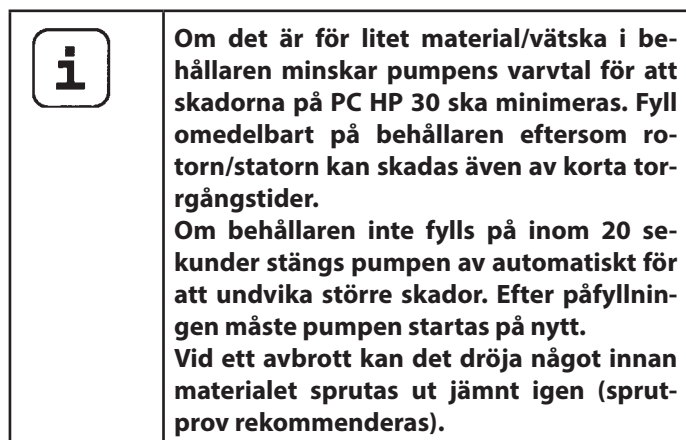 i
Om det är för litet material/vätska i be-
hållaren minskar pumpens varvtal för att
skadorna på PC HP 30 ska minimeras. Fyll
omedelbart på behållaren eftersom ro-
torn/statorn kan skadas även av korta tor-
rgångstider.
Om behållaren inte fylls på inom 20 se-
kunder stängs pumpen av automatiskt för
att undvika större skador. Efter påfyllnin-
gen måste pumpen startas på nytt.
Vid ett avbrott kan det dröja något innan
materialet sprutas ut jämnt igen (sprut-
prov rekommenderas).